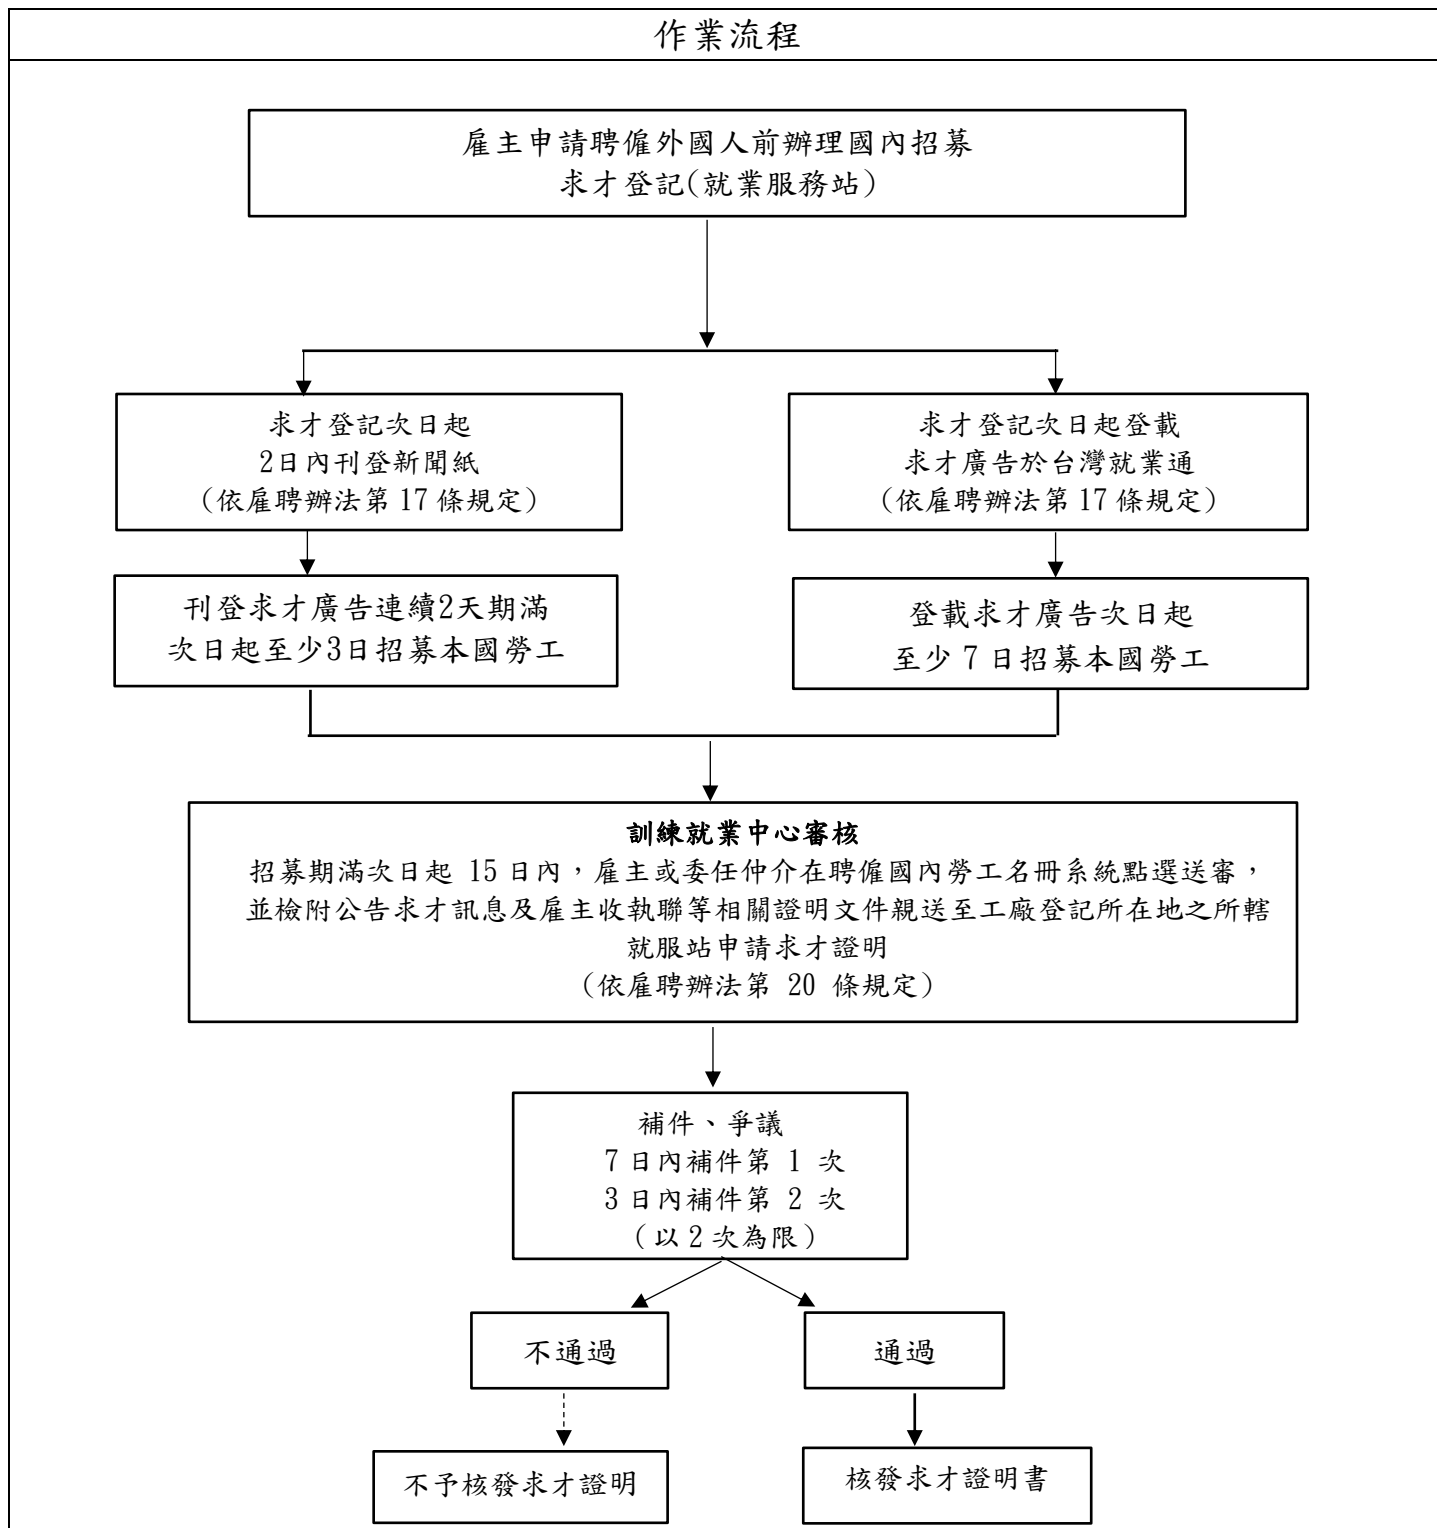 作業流程
雇主申請聘僱外國人前辦理國內招募
求才登記(就業服務站)
求才登記次日起
2日內刊登新聞紙
(依雇聘辦法第 17 條規定)
求才登記次日起登載
求才廣告於台灣就業通
(依雇聘辦法第 17 條規定)
刊登求才廣告連續2天期滿
次日起至少3日招募本國勞工
登載求才廣告次日起
至少 7 日招募本國勞工
訓練就業中心審核
招募期滿次日起 15 日內，雇主或委任仲介在聘僱國內勞工名冊系統點選送審，
並檢附公告求才訊息及雇主收執聯等相關證明文件親送至工廠登記所在地之所轄
就服站申請求才證明
(依雇聘辦法第 20 條規定)
補件、爭議
7 日內補件第 1 次
3 日內補件第 2 次
(以 2 次為限)
不通過
通過
不予核發求才證明
核發求才證明書